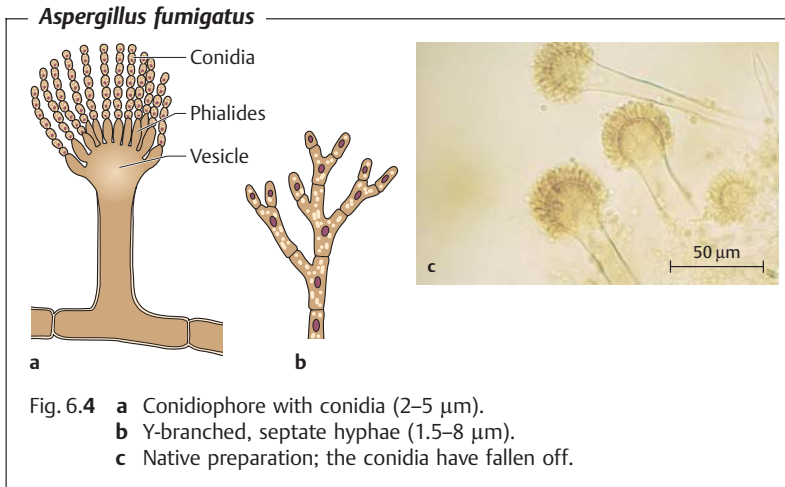 Aspergillus fumigatus
Conidia
Phialides
Vesicle
a
b
c
50 μm
Fig. 6.4 a Conidiophore with conidia (2–5 μm).
b Y-branched, septate hyphae (1.5–8 μm).
c Native preparation; the conidia have fallen off.